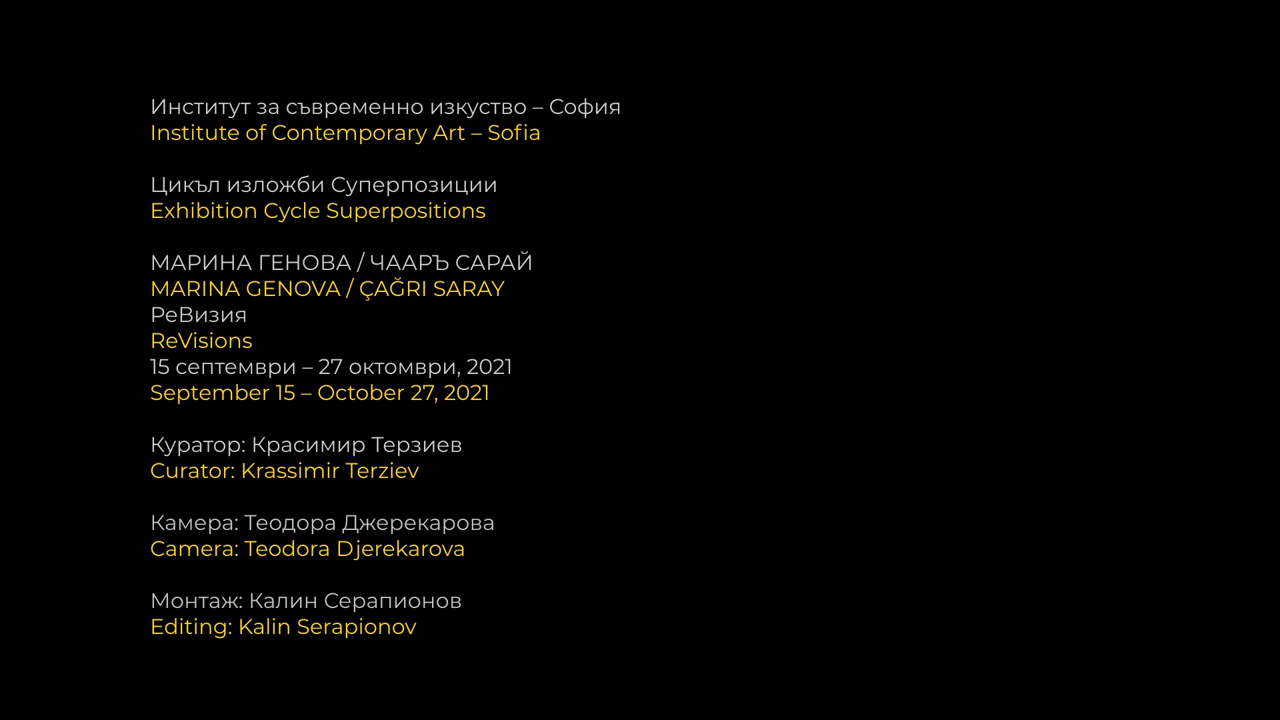 Институт за съвременно изкуство – София
Institute of Contemporary Art – Sofia
Цикъл изложби Суперпозиции
Exhibition Cycle Superpositions
МАРИНА ГЕНОВА / ЧААРЪ САРАЙ
MARINA GENOVA / ÇAĞRI SARAY
РеВизия
ReVisions
15 септември – 27 октомври, 2021
September 15 – October 27, 2021
Куратор: Красимир Терзиев
Curator: Krassimir Terziev
Камера: Теодора Джерекарова
Camera: Teodora Djerekarova
Монтаж: Калин Серапионов
Editing: Kalin Serapionov